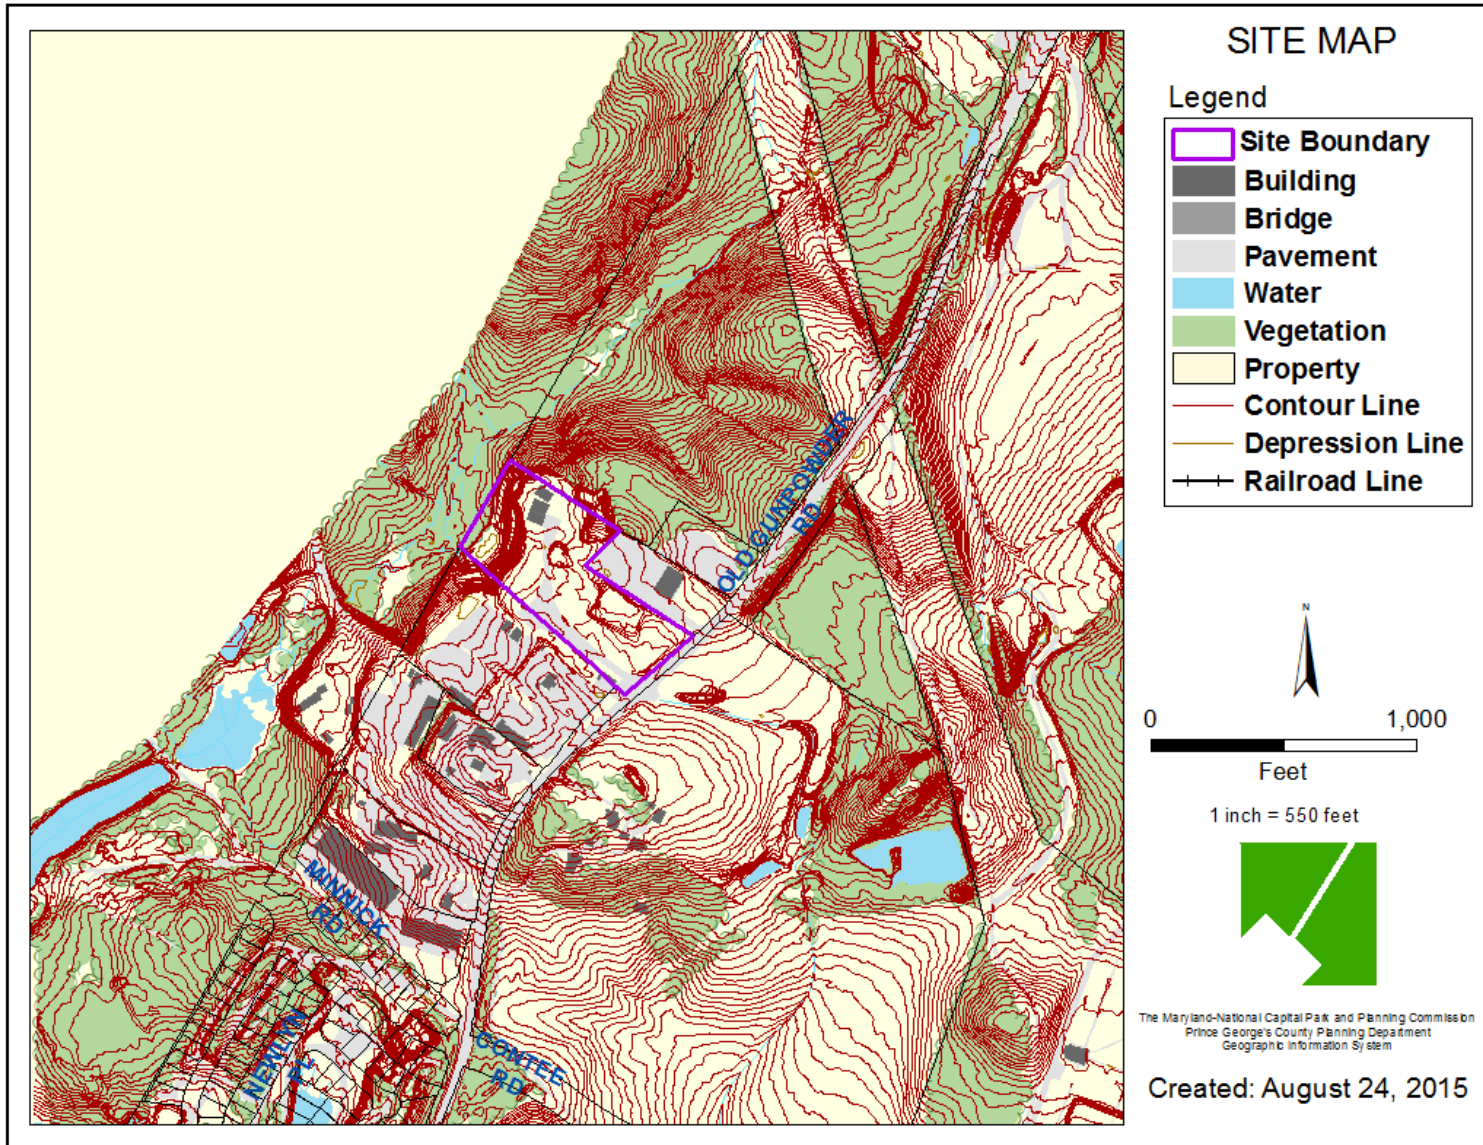 SITE MAP
Legend
Site Boundary
Building
Bridge
Pavement
Water
Vegetation
Property
Contour Line
Depression Line
Railroad Line
OLD GUNPOWDER
RD
MINNICK
RD
NEWLYN
PL
CONTEE
RD
N
0 1,000
Feet
1 inch = 550 feet
The Maryland-National Capital Park and Planning Commission
Prince George's County Planning Department
Geographic Information System
Created: August 24, 2015